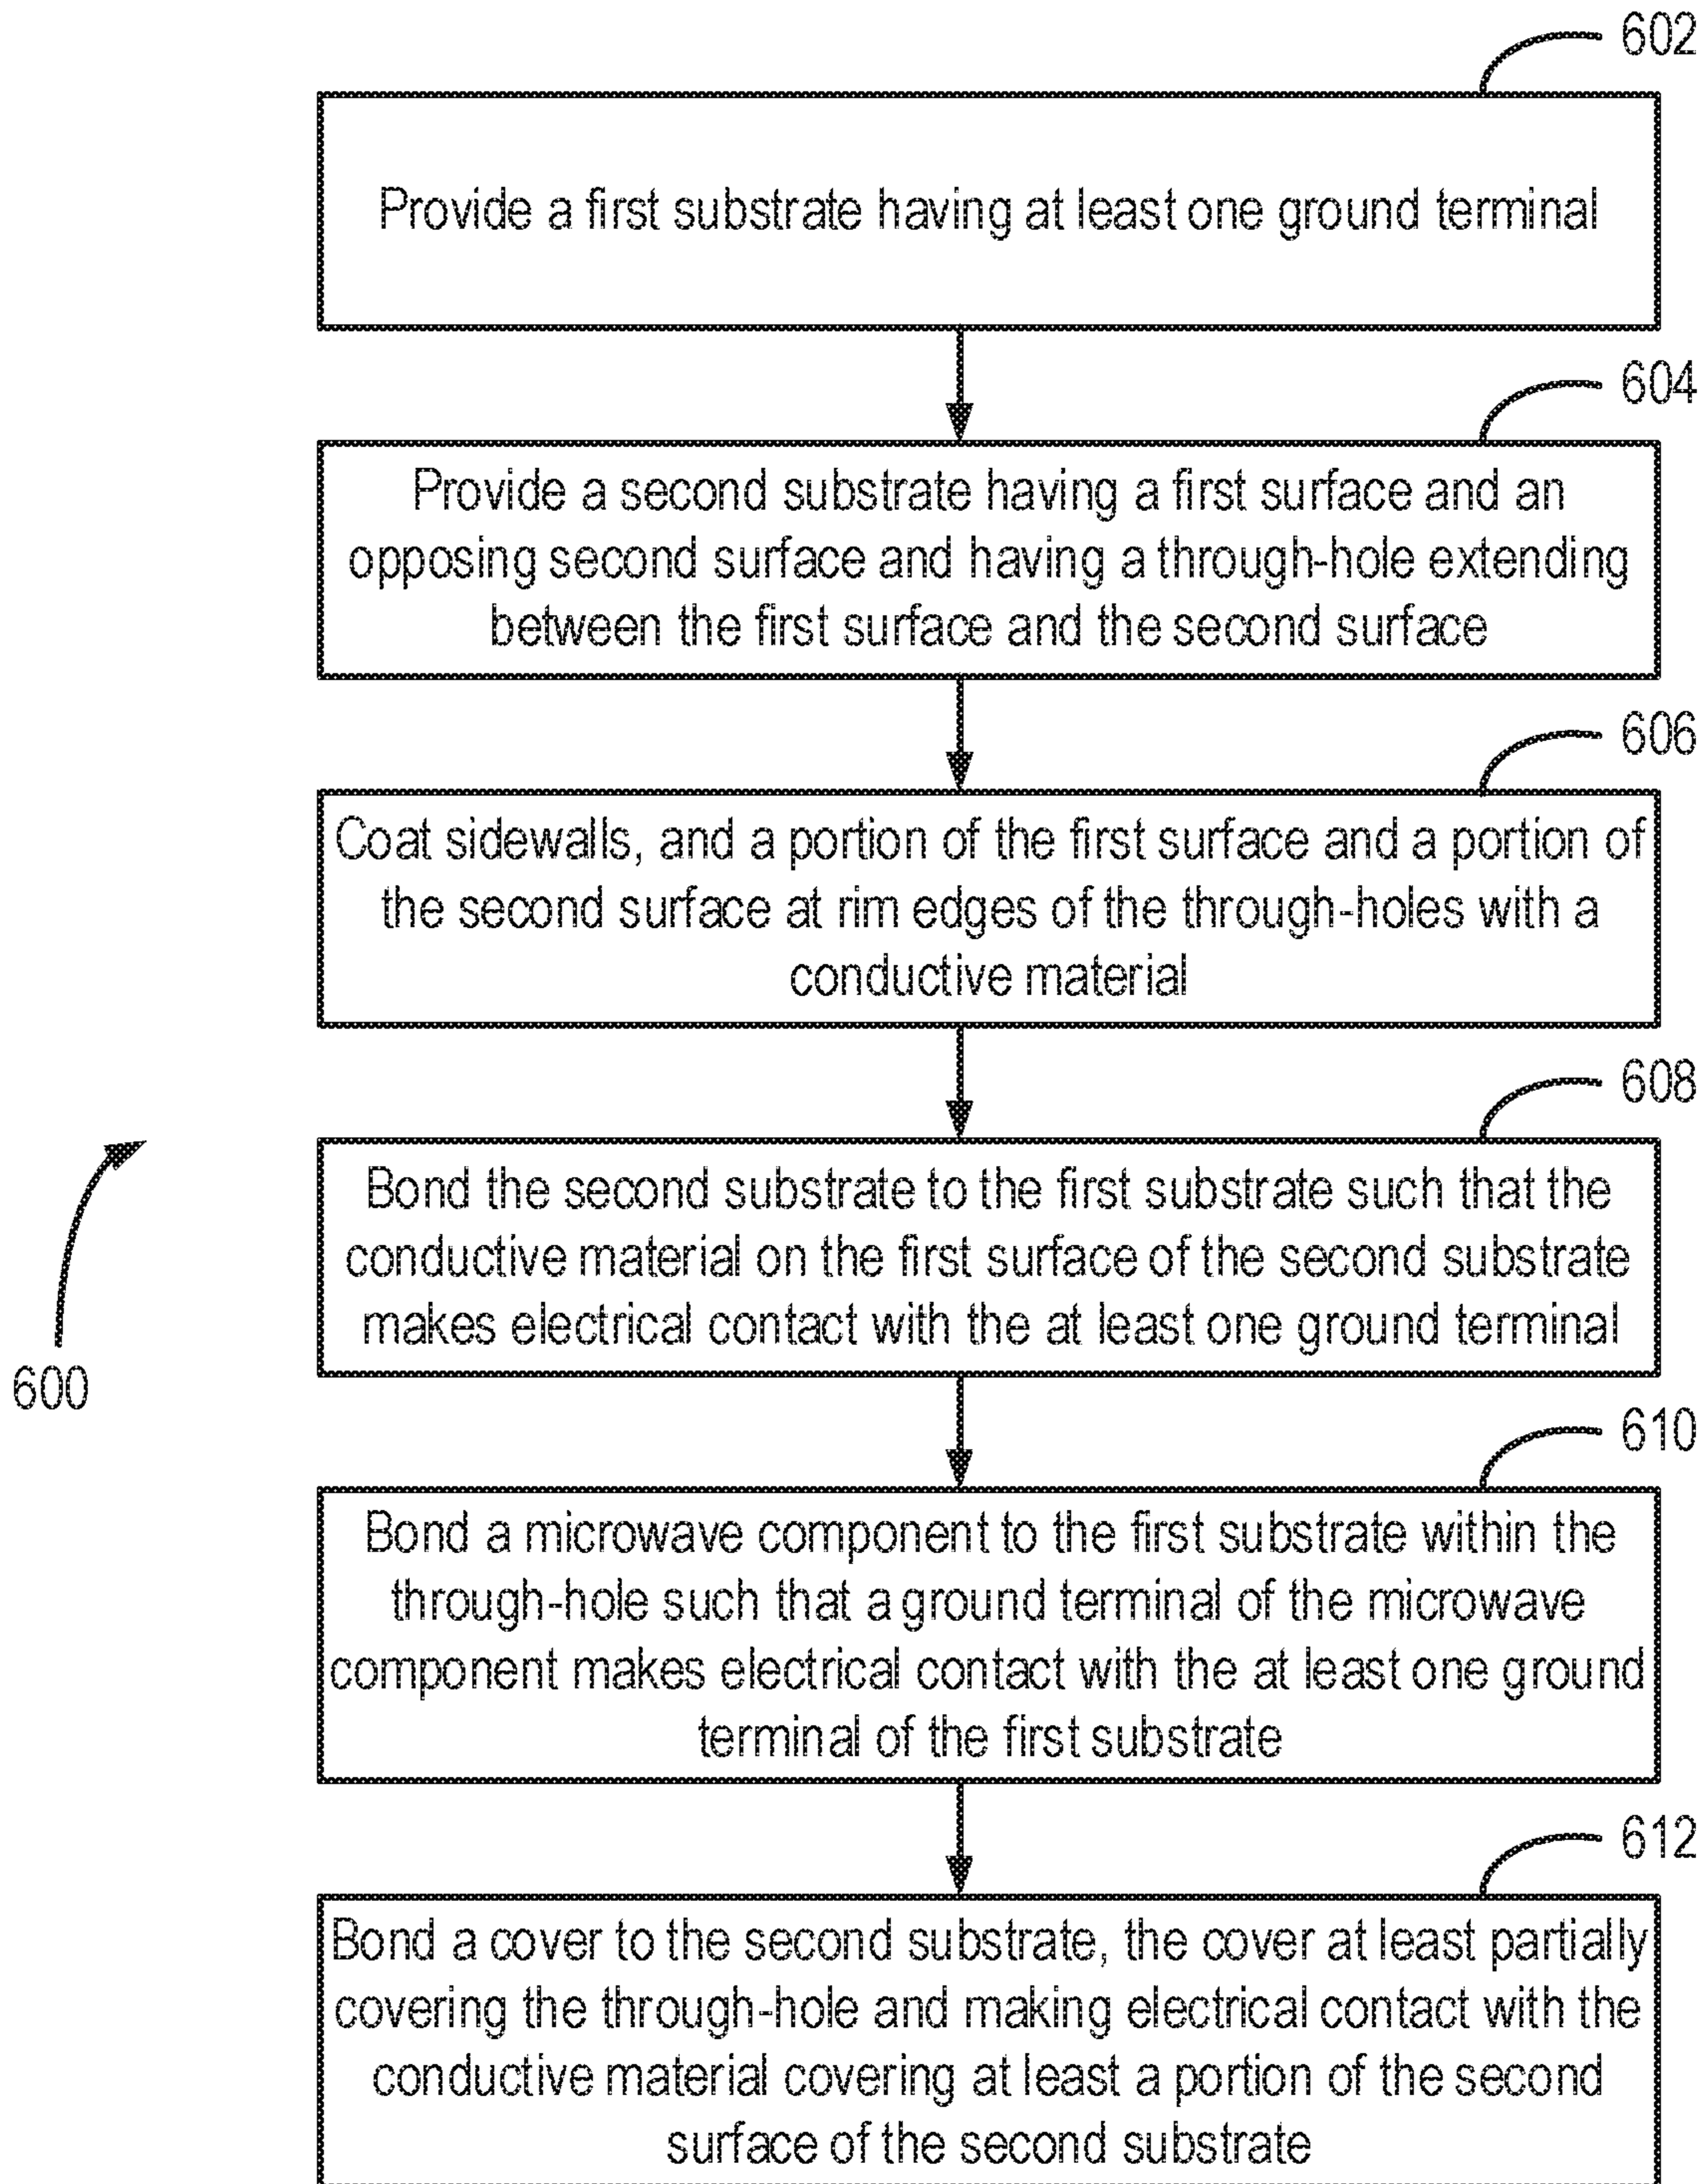 602
Provide a first substrate having at least one ground terminal
604
Provide a second substrate having a first surface and an
opposing second surface and having a through-hole extending
between the first surface and the second surface
606
Coat sidewalls, and a portion of the first surface and a portion of
the second surface at rim edges of the through-holes with a
conductive material
608
Bond the second substrate to the first substrate such that the
conductive material on the first surface of the second substrate
makes electrical contact with the at least one ground terminal
600
610
Bond a microwave component to the first substrate within the
through-hole such that a ground terminal of the microwave
component makes electrical contact with the at least one ground
terminal of the first substrate
612
Bond a cover to the second substrate, the cover at least partially
covering the through-hole and making electrical contact with the
conductive material covering at least a portion of the second
surface of the second substrate